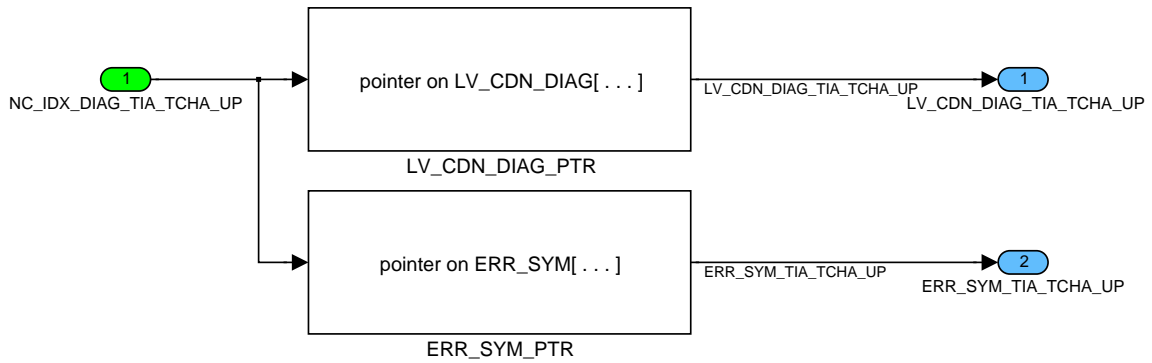 1
NC_IDX_DIAG_TIA_TCHA_UP
pointer on LV_CDN_DIAG[ . . . ]
LV_CDN_DIAG_PTR
LV_CDN_DIAG_TIA_TCHA_UP
1
LV_CDN_DIAG_TIA_TCHA_UP
pointer on ERR_SYM[ . . . ]
ERR_SYM_PTR
ERR_SYM_TIA_TCHA_UP
2
ERR_SYM_TIA_TCHA_UP